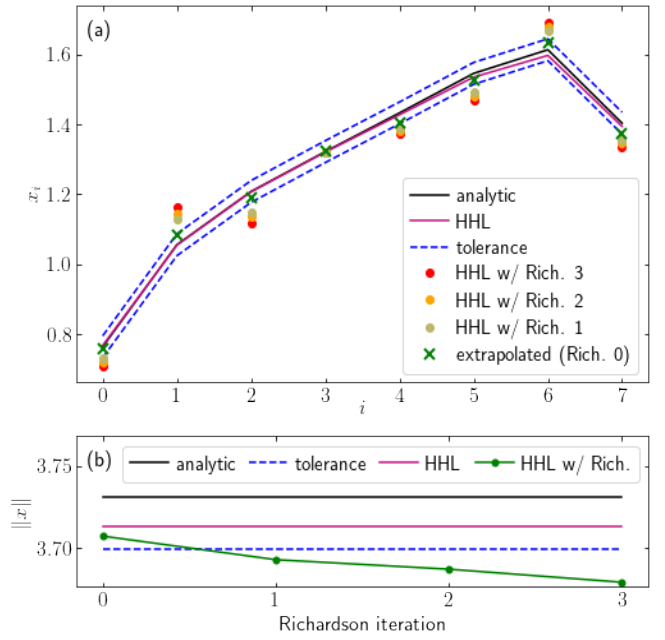 (a)
1.6
1.4
1.2
1.0
0.8
x_i
analytic
HHL
tolerance
HHL w/ Rich. 3
HHL w/ Rich. 2
HHL w/ Rich. 1
extrapolated (Rich. 0)
0 1 2 3 4 5 6 7
i
(b)
analytic tolerance HHL HHL w/ Rich.
3.75
3.70
||x||
0 1 2 3
Richardson iteration